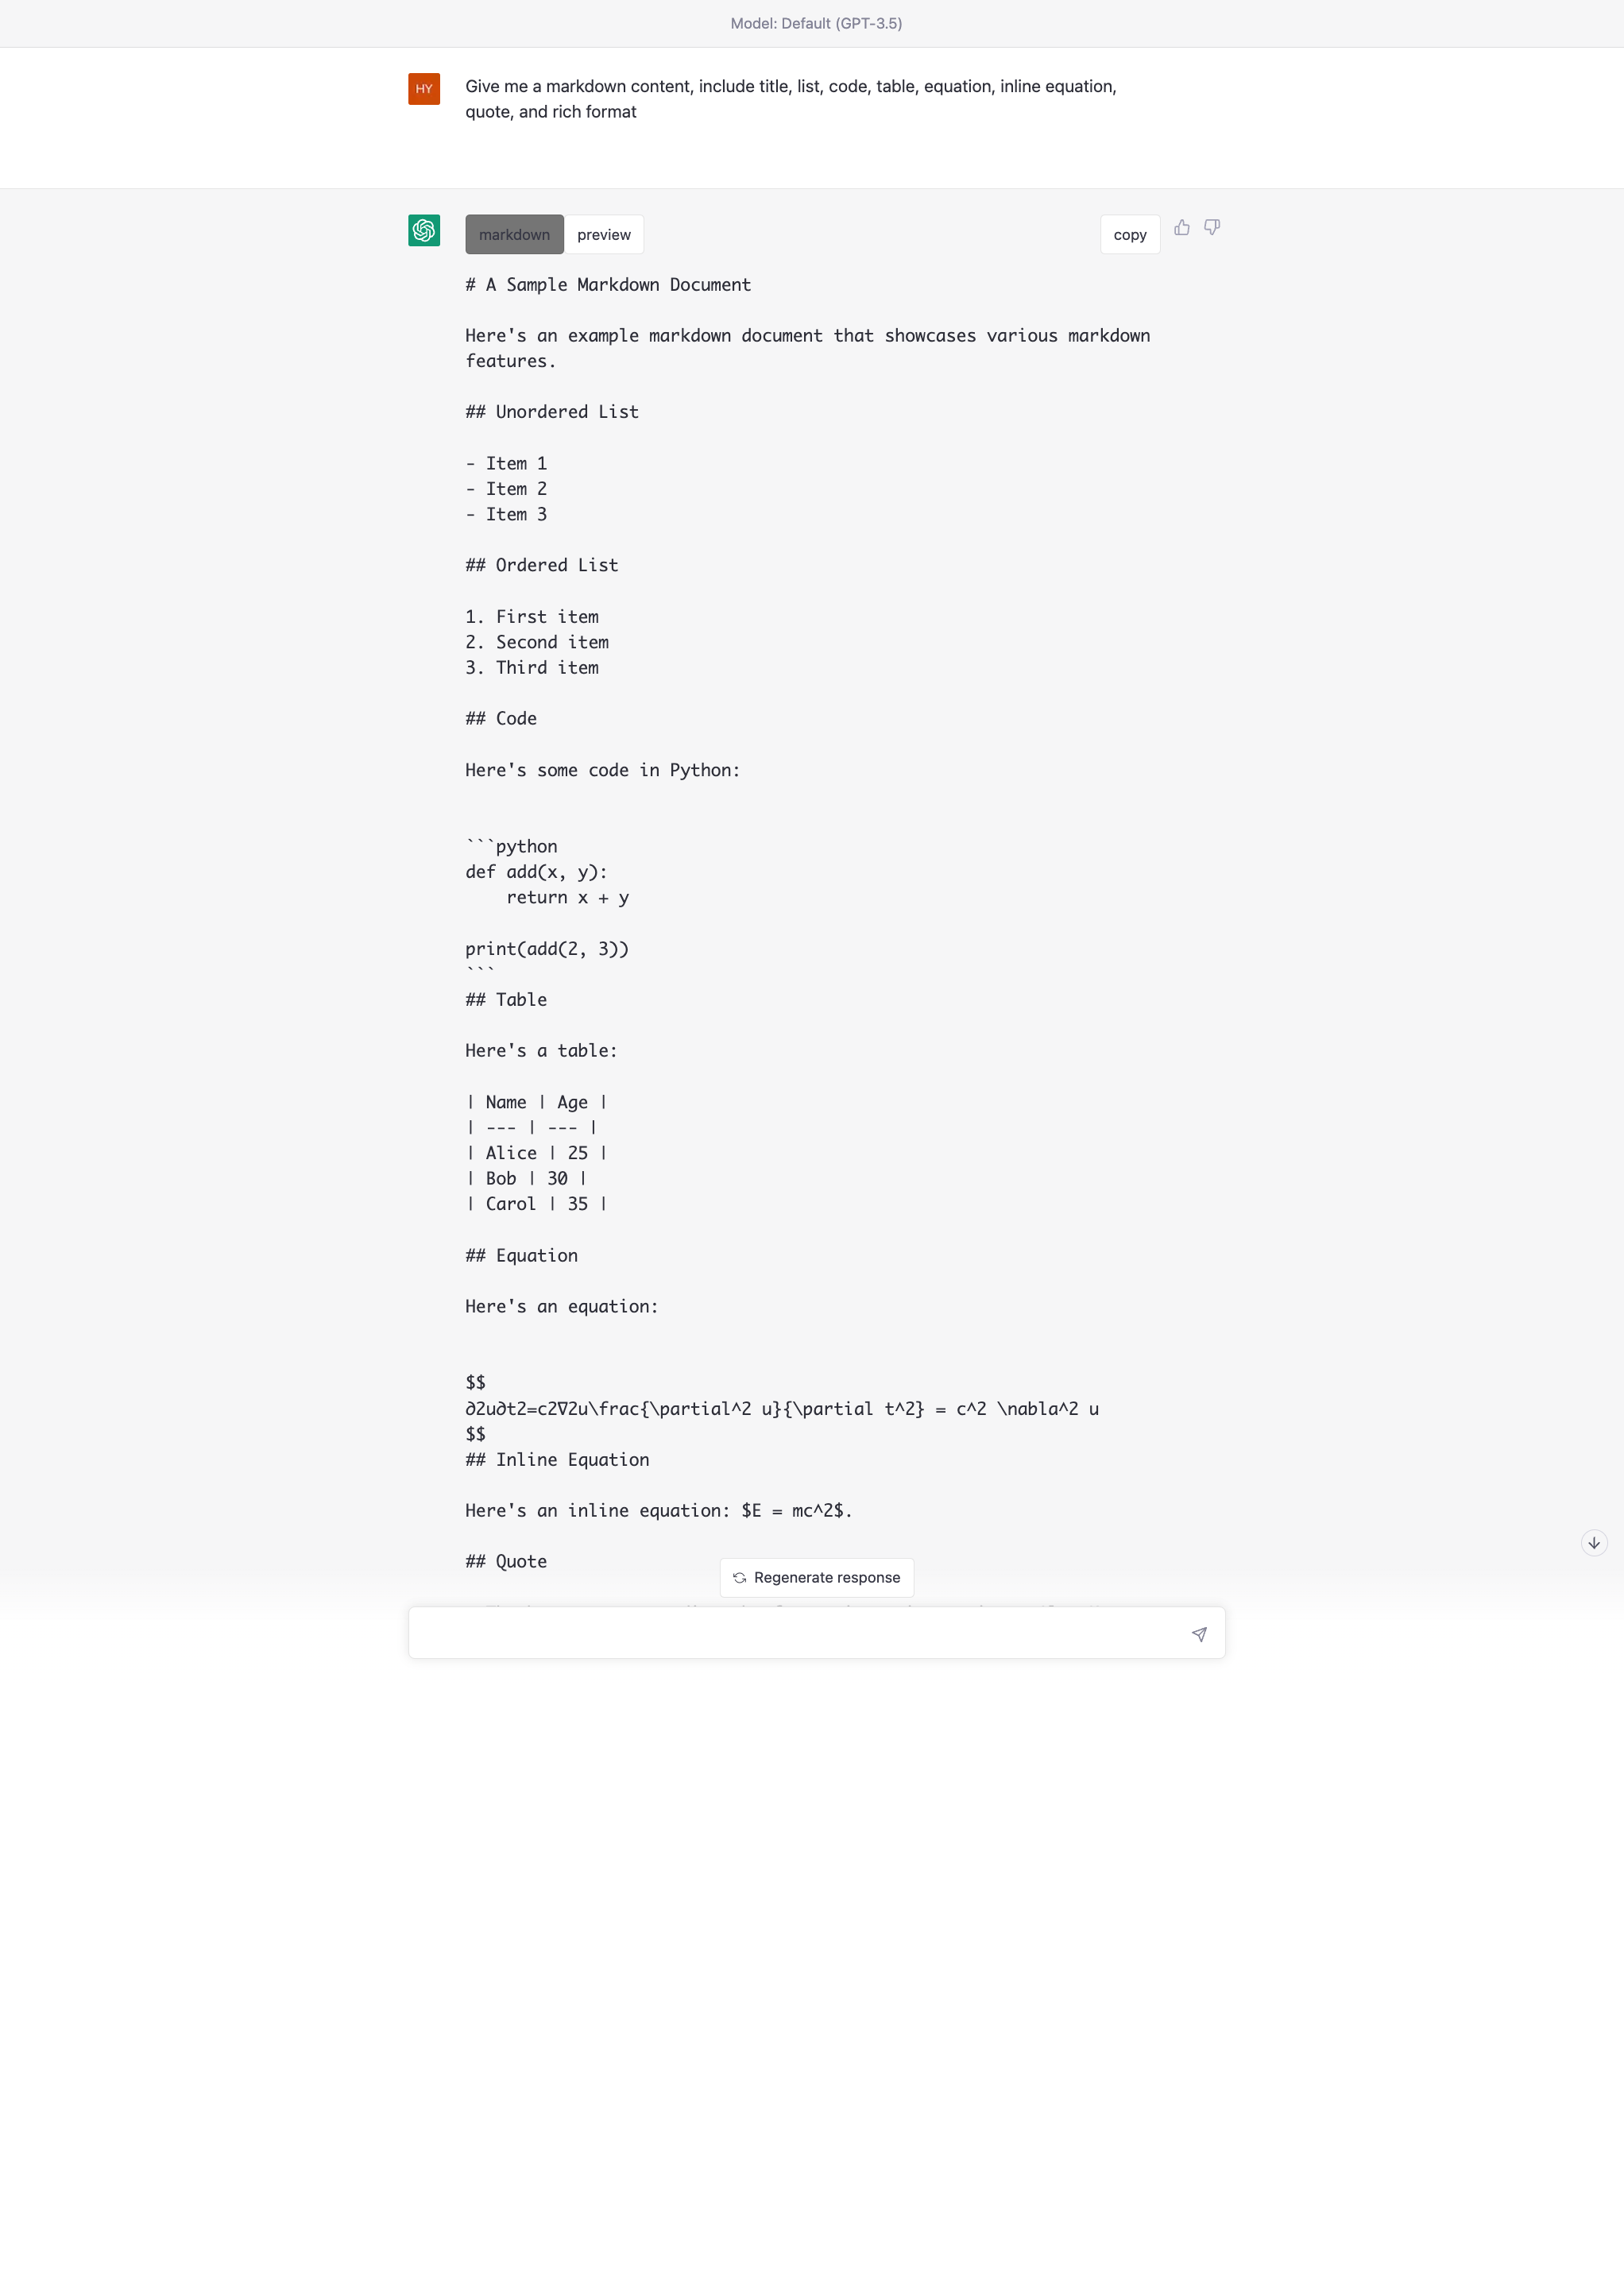 Model: Default (GPT-3.5)
HY
Give me a markdown content, include title, list, code, table, equation, inline equation,
quote, and rich format
markdown preview copy
# A Sample Markdown Document
Here's an example markdown document that showcases various markdown
features.
## Unordered List
- Item 1
- Item 2
- Item 3
## Ordered List
1. First item
2. Second item
3. Third item
## Code
Here's some code in Python:
```python
def add(x, y):
    return x + y
print(add(2, 3))
```
## Table
Here's a table:
| Name | Age |
| --- | --- |
| Alice | 25 |
| Bob | 30 |
| Carol | 35 |
## Equation
Here's an equation:
$$
∂2u∂t2=c2∇2u\frac{\partial^2 u}{\partial t^2} = c^2 \nabla^2 u
$$
## Inline Equation
Here's an inline equation: $E = mc^2$.
## Quote
Regenerate response